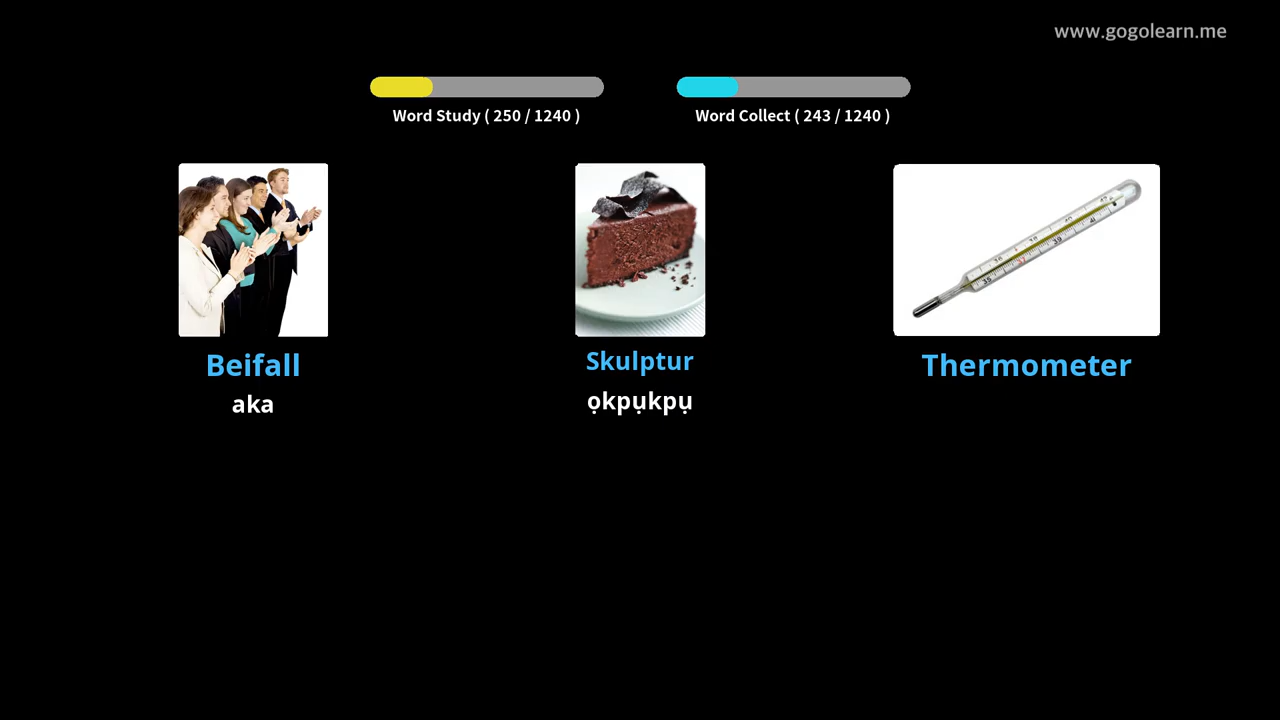 www.gogolearn.me
Word Study ( 250 / 1240 )
Word Collect ( 243 / 1240 )
Beifall
aka
Skulptur
ọkpụkpụ
Thermometer